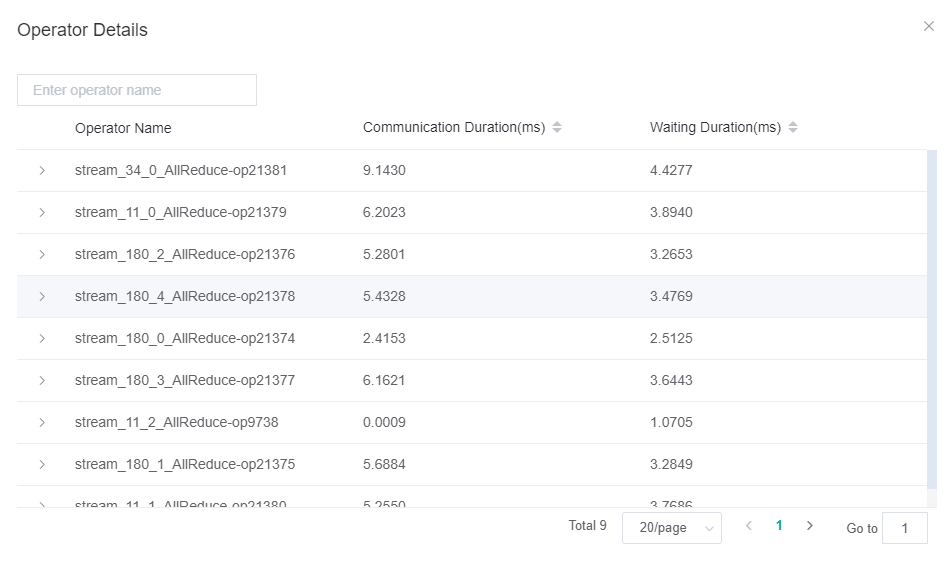 Operator Details
Enter operator name
Operator Name Communication Duration(ms) Waiting Duration(ms)
stream_34_0_AllReduce-op21381 9.1430 4.4277
stream_11_0_AllReduce-op21379 6.2023 3.8940
stream_180_2_AllReduce-op21376 5.2801 3.2653
stream_180_4_AllReduce-op21378 5.4328 3.4769
stream_180_0_AllReduce-op21374 2.4153 2.5125
stream_180_3_AllReduce-op21377 6.1621 3.6443
stream_11_2_AllReduce-op9738 0.0009 1.0705
stream_180_1_AllReduce-op21375 5.6884 3.2849
stream_11_1_AllReduce-op21380 5.2550 3.7686
Total 9 20/page 1 Go to 1